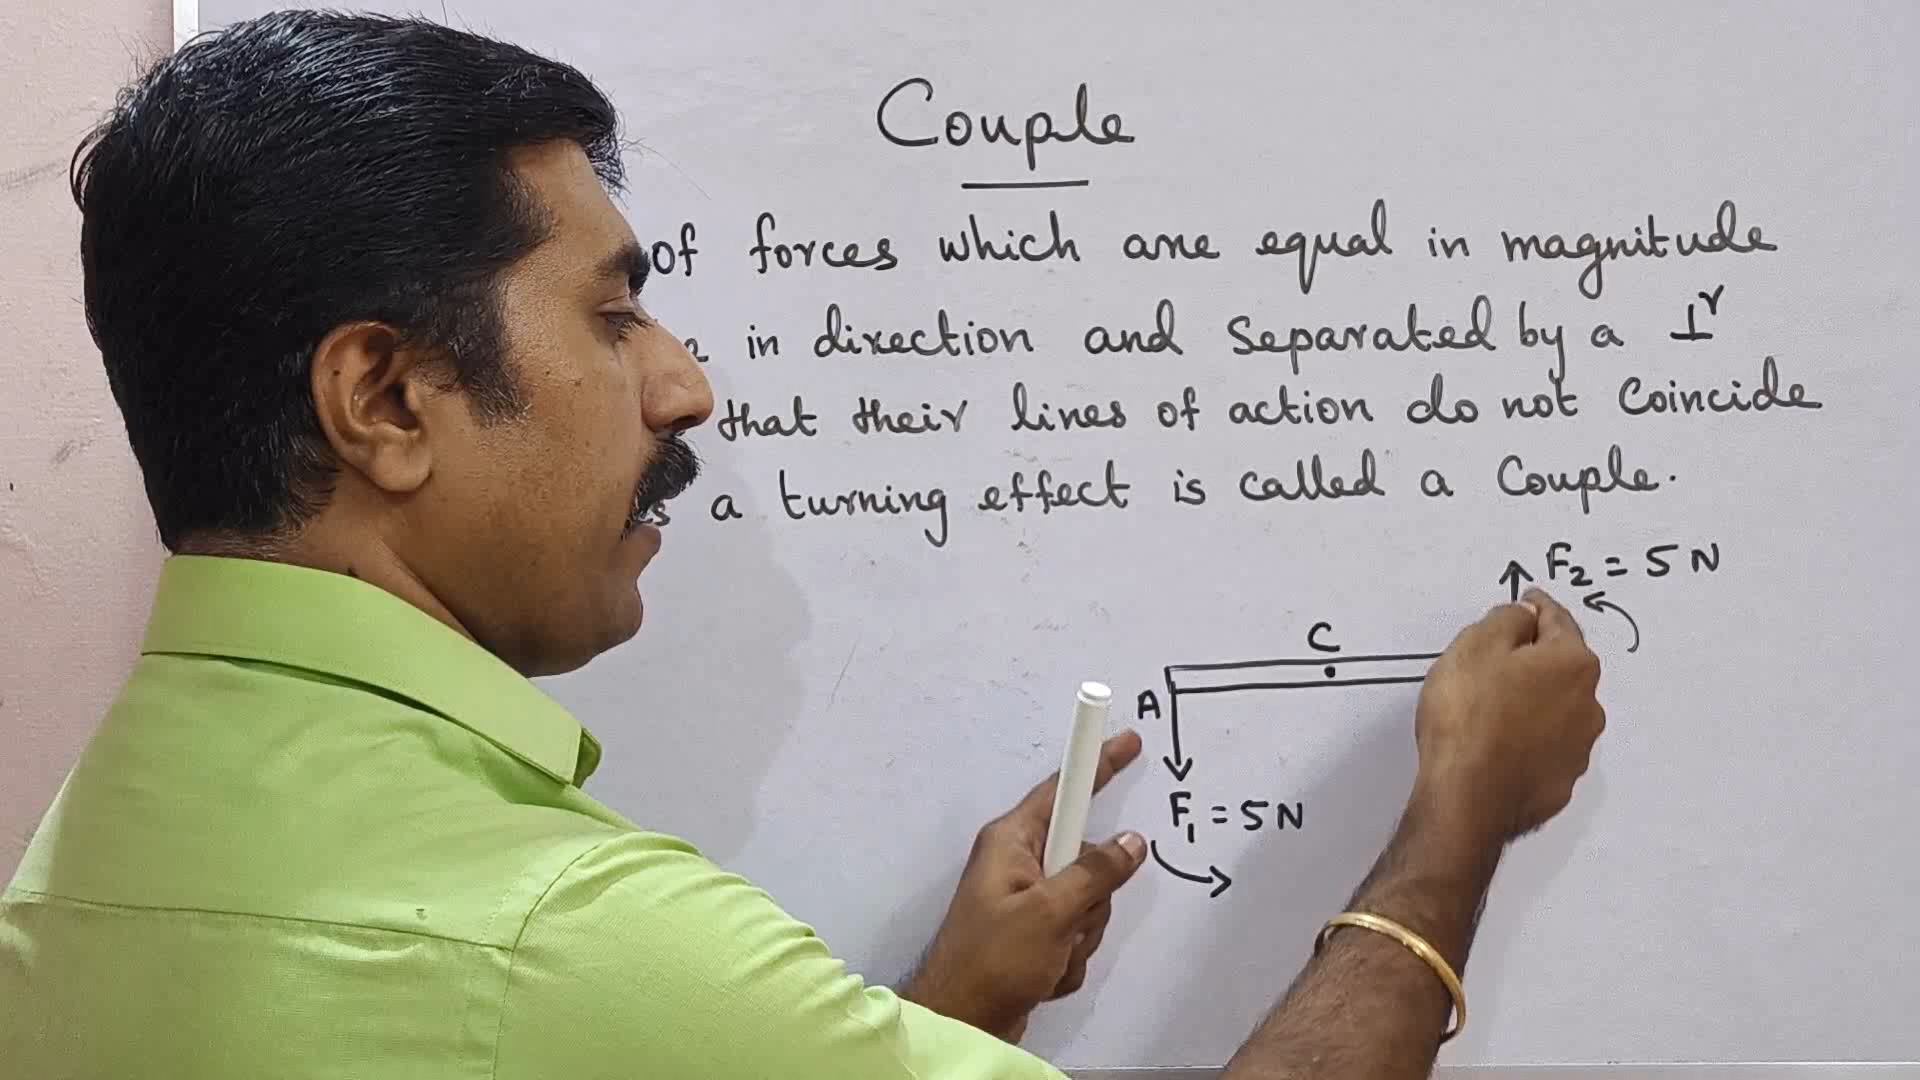 Couple
of forces which are equal in magnitude
in direction and separated by a ⊥r
that their lines of action do not coincide
a turning effect is called a Couple.
F2 = 5 N
C
A
F1 = 5 N